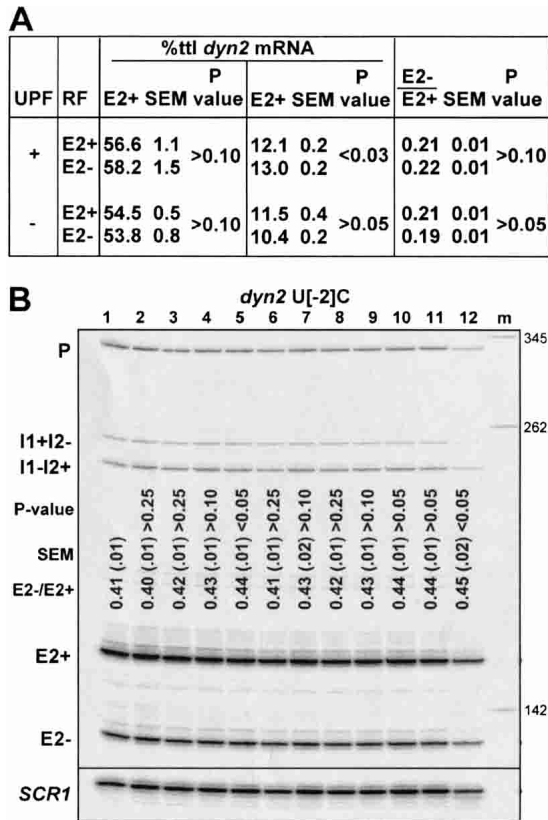 A
%ttl dyn2 mRNA
P P E2- P
UPF RF E2+ SEM value E2+ SEM value E2+ SEM value
E2+ 56.6 1.1 12.1 0.2 0.21 0.01
+ >0.10 <0.03 >0.10
E2- 58.2 1.5 13.0 0.2 0.22 0.01
E2+ 54.5 0.5 11.5 0.4 0.21 0.01
- >0.10 >0.05 >0.05
E2- 53.8 0.8 10.4 0.2 0.19 0.01
B
dyn2 U[-2]C
1 2 3 4 5 6 7 8 9 10 11 12 m
P 345
I1+I2- 262
I1-I2+
P-value >0.25 >0.25 >0.10 <0.05 >0.25 >0.10 >0.25 >0.10 >0.05 >0.05 <0.05
SEM (.01) (.01) (.01) (.01) (.01) (.01) (.02) (.01) (.01) (.01) (.01) (.02)
E2-/E2+ 0.41 0.40 0.42 0.43 0.44 0.41 0.43 0.42 0.43 0.44 0.44 0.45
E2+
142
E2-
SCR1